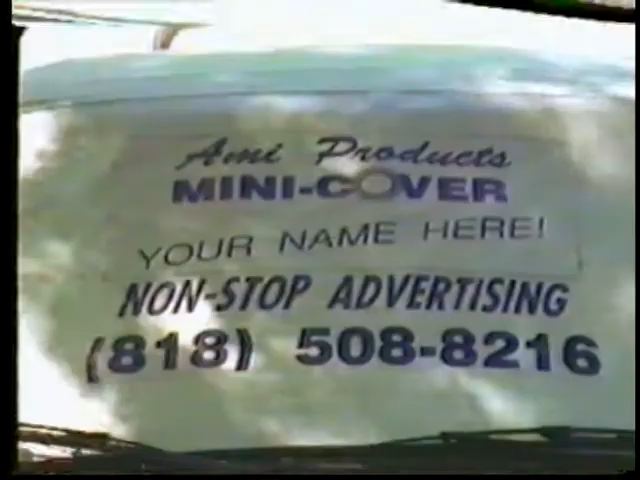 Ami Products
MINI-COVER
YOUR NAME HERE!
NON-STOP ADVERTISING
(818) 508-8216